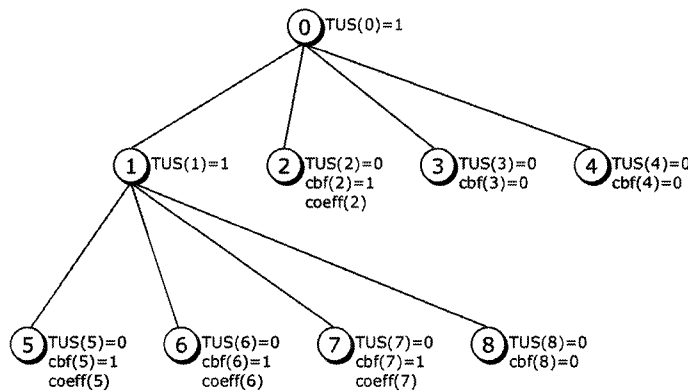 0 TUS(0)=1
1 TUS(1)=1
2 TUS(2)=0
cbf(2)=1
coeff(2)
3 TUS(3)=0
cbf(3)=0
4 TUS(4)=0
cbf(4)=0
5 TUS(5)=0
cbf(5)=1
coeff(5)
6 TUS(6)=0
cbf(6)=1
coeff(6)
7 TUS(7)=0
cbf(7)=1
coeff(7)
8 TUS(8)=0
cbf(8)=0